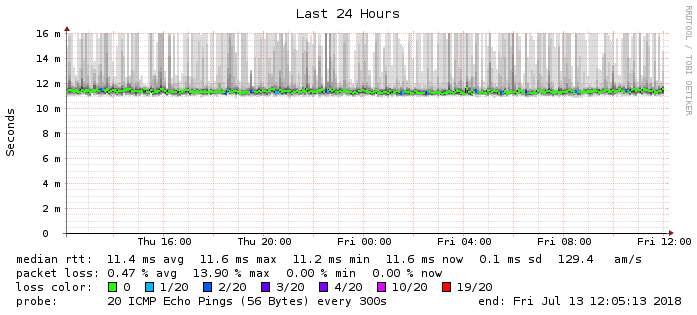 Last 24 Hours
RRDTOOL / TOBI OETIKER
Seconds
16 m
14 m
12 m
10 m
8 m
6 m
4 m
2 m
0
Thu 16:00 Thu 20:00 Fri 00:00 Fri 04:00 Fri 08:00 Fri 12:00
median rtt: 11.4 ms avg 11.6 ms max 11.2 ms min 11.6 ms now 0.1 ms sd 129.4 am/s
packet loss: 0.47 % avg 13.90 % max 0.00 % min 0.00 % now
loss color: 0 1/20 2/20 3/20 4/20 10/20 19/20
probe: 20 ICMP Echo Pings (56 Bytes) every 300s end: Fri Jul 13 12:05:13 2018